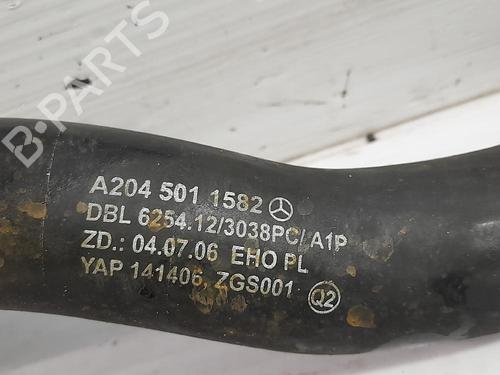 B-PARTS
A204 501 1582
DBL 6254.12/3038PC/A1P
ZD.: 04.07.06 EHO PL
YAP 141406, ZGS001 Q2